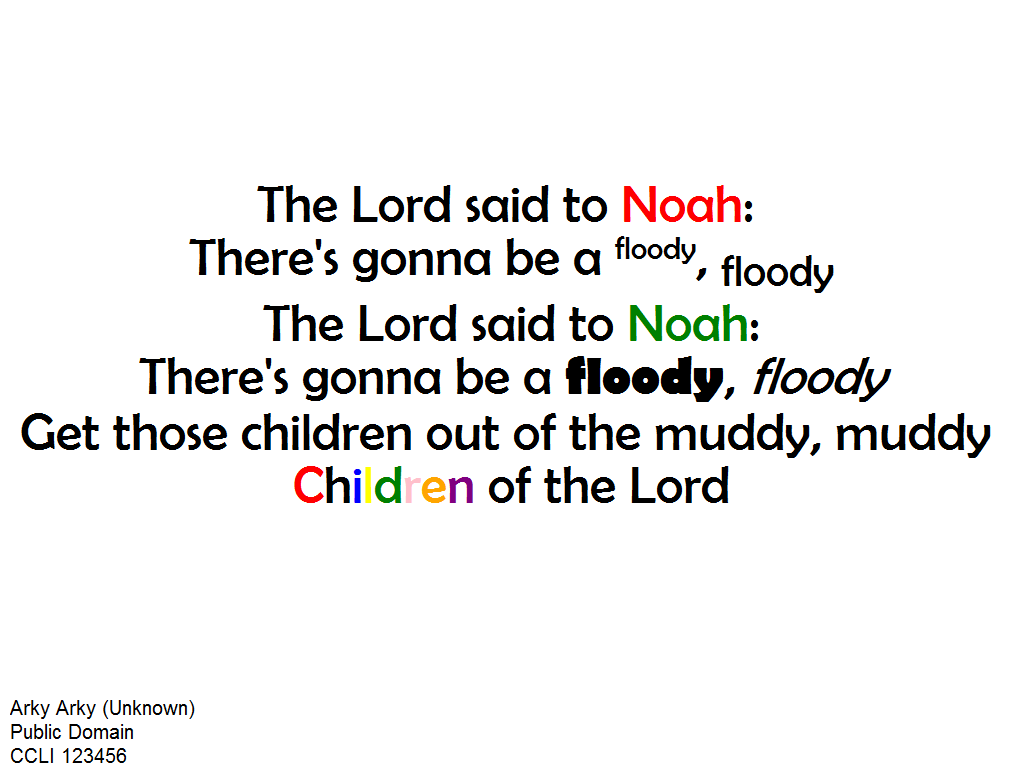 The Lord said to Noah:
There's gonna be a floody, floody
The Lord said to Noah:
There's gonna be a floody, floody
Get those children out of the muddy, muddy
Children of the Lord
Arky Arky (Unknown)
Public Domain
CCLI 123456